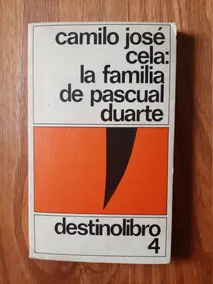 camilo josé
cela:
la familia
de pascual
duarte
destinolibro
4